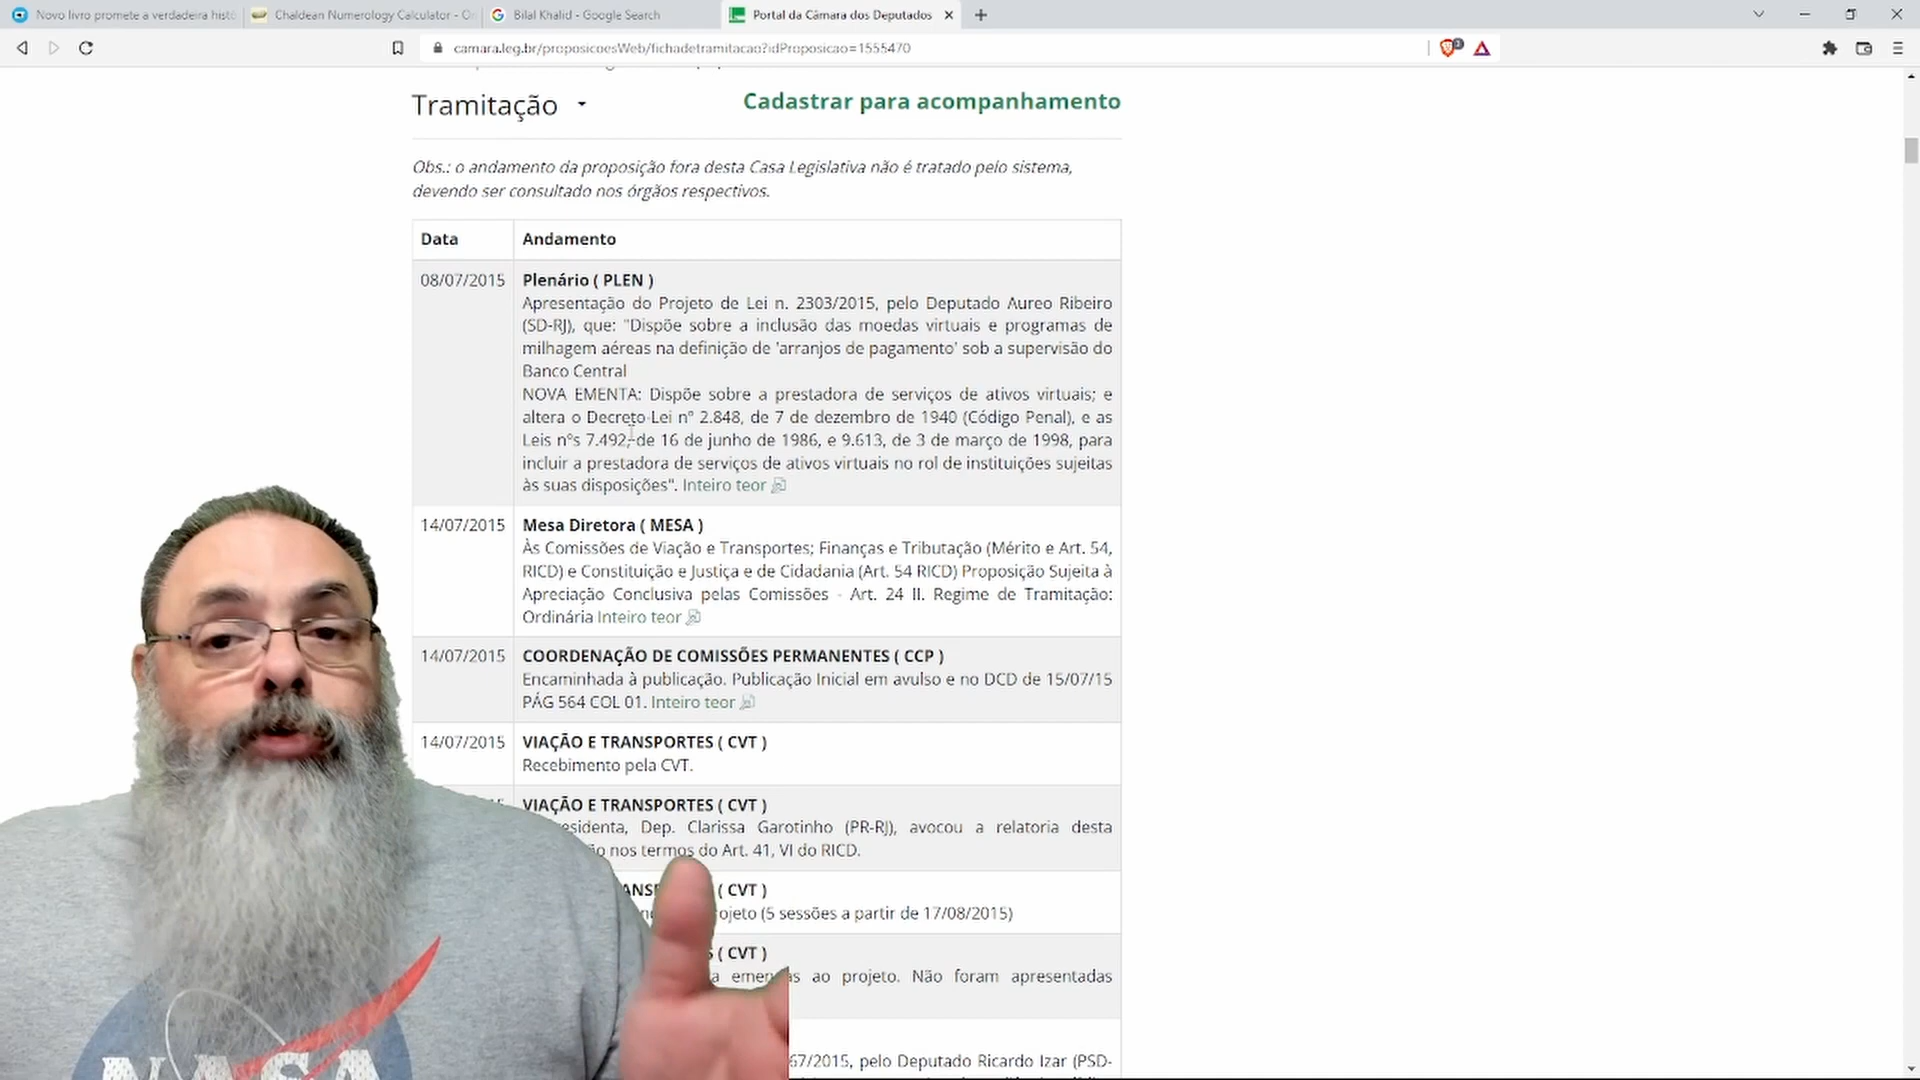 Novo livro promete a verdadeira histó
Chaldean Numerology Calculator - On
Bilal Khalid - Google Search
Portal da Câmara dos Deputados
camara.leg.br/proposicoesWeb/fichadetramitacao?idProposicao=1555470
Tramitação
Cadastrar para acompanhamento
Obs.: o andamento da proposição fora desta Casa Legislativa não é tratado pelo sistema,
devendo ser consultado nos órgãos respectivos.
Data Andamento
08/07/2015 Plenário ( PLEN )
Apresentação do Projeto de Lei n. 2303/2015, pelo Deputado Aureo Ribeiro
(SD-RJ), que: "Dispõe sobre a inclusão das moedas virtuais e programas de
milhagem aéreas na definição de 'arranjos de pagamento' sob a supervisão do
Banco Central
NOVA EMENTA: Dispõe sobre a prestadora de serviços de ativos virtuais; e
altera o Decreto-Lei nº 2.848, de 7 de dezembro de 1940 (Código Penal), e as
Leis nºs 7.492, de 16 de junho de 1986, e 9.613, de 3 de março de 1998, para
incluir a prestadora de serviços de ativos virtuais no rol de instituições sujeitas
às suas disposições". Inteiro teor
14/07/2015 Mesa Diretora ( MESA )
Às Comissões de Viação e Transportes; Finanças e Tributação (Mérito e Art. 54,
RICD) e Constituição e Justiça e de Cidadania (Art. 54 RICD) Proposição Sujeita à
Apreciação Conclusiva pelas Comissões - Art. 24 II. Regime de Tramitação:
Ordinária Inteiro teor
14/07/2015 COORDENAÇÃO DE COMISSÕES PERMANENTES ( CCP )
Encaminhada à publicação. Publicação Inicial em avulso e no DCD de 15/07/15
PÁG 564 COL 01. Inteiro teor
14/07/2015 VIAÇÃO E TRANSPORTES ( CVT )
Recebimento pela CVT.
VIAÇÃO E TRANSPORTES ( CVT )
esidenta, Dep. Clarissa Garotinho (PR-RJ), avocou a relatoria desta
ão nos termos do Art. 41, VI do RICD.
( CVT )
ojeto (5 sessões a partir de 17/08/2015)
S ( CVT )
ao projeto. Não foram apresentadas
67/2015, pelo Deputado Ricardo Izar (PSD-
NASA